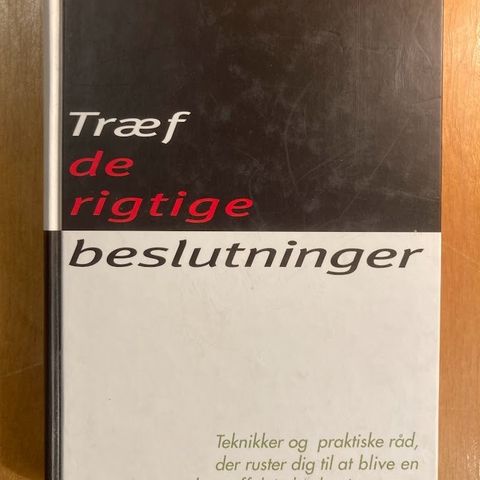 Træf
de
rigtige
beslutninger
Teknikker og praktiske råd,
der ruster dig til at blive en